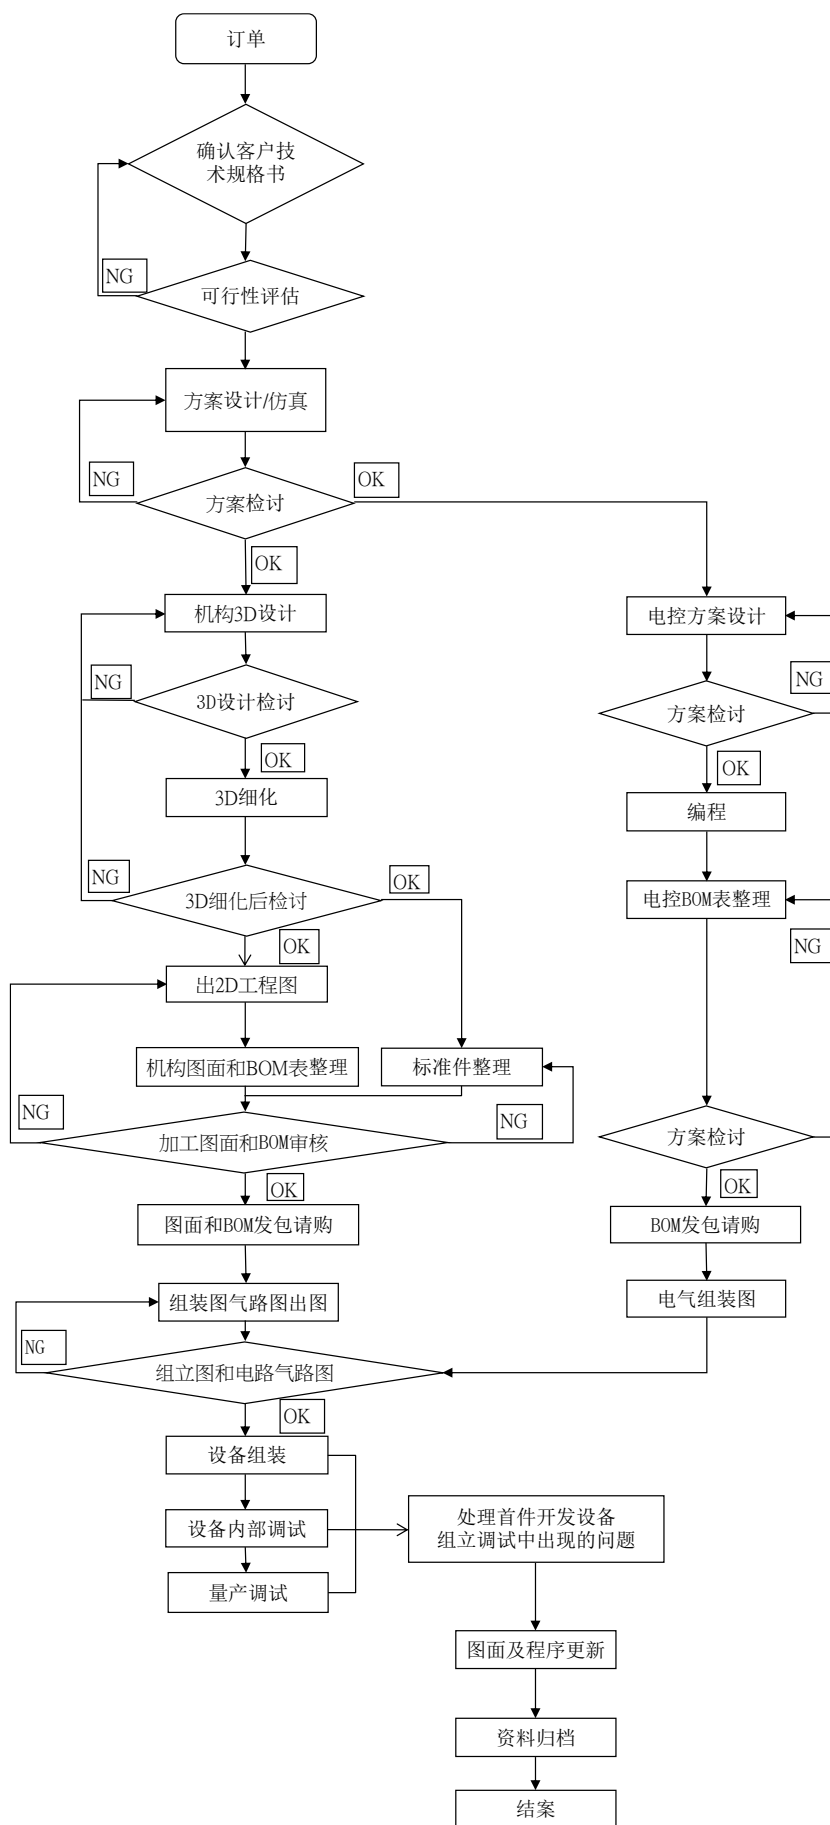 订单
确认客户技
术规格书
NG
可行性评估
方案设计/仿真
NG
方案检讨
OK
OK
机构3D设计
电控方案设计
NG
3D设计检讨
NG
方案检讨
OK
OK
3D细化
编程
NG
3D细化后检讨
OK
电控BOM表整理
OK
NG
出2D工程图
机构图面和BOM表整理
标准件整理
NG
加工图面和BOM审核
NG
方案检讨
OK
OK
图面和BOM发包请购
BOM发包请购
组装图气路图出图
电气组装图
NG
组立图和电路气路图
OK
设备组装
设备内部调试
处理首件开发设备
组立调试中出现的问题
量产调试
图面及程序更新
资料归档
结案